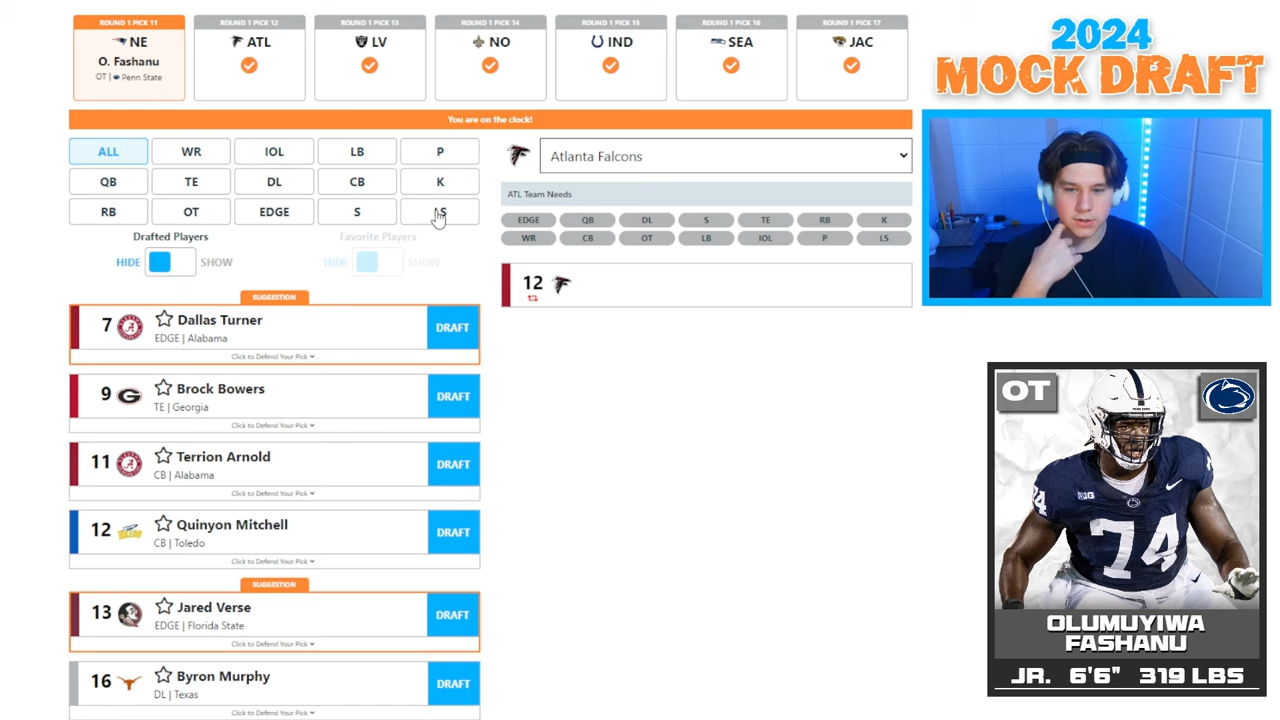 ROUND 1 PICK 11
NE
O. Fashanu
OT | Penn State
ROUND 1 PICK 12
ATL
ROUND 1 PICK 13
LV
ROUND 1 PICK 14
NO
ROUND 1 PICK 15
IND
ROUND 1 PICK 16
SEA
ROUND 1 PICK 17
JAC
2024
MOCK DRAFT
You are on the clock!
ALL WR IOL LB P
QB TE DL CB K
RB OT EDGE S LS
Drafted Players
HIDE SHOW
Favorite Players
HIDE SHOW
Atlanta Falcons
ATL Team Needs
EDGE QB DL S TE RB K
WR CB OT LB IOL P LS
12
SUGGESTION
7 Dallas Turner DRAFT
EDGE | Alabama
Click to Defend Your Pick
9 Brock Bowers DRAFT
TE | Georgia
Click to Defend Your Pick
11 Terrion Arnold DRAFT
CB | Alabama
Click to Defend Your Pick
12 Quinyon Mitchell DRAFT
CB | Toledo
Click to Defend Your Pick
SUGGESTION
13 Jared Verse DRAFT
EDGE | Florida State
Click to Defend Your Pick
16 Byron Murphy DRAFT
DL | Texas
Click to Defend Your Pick
OT
74
OLUMUYIWA
FASHANU
JR. 6'6" 319 LBS